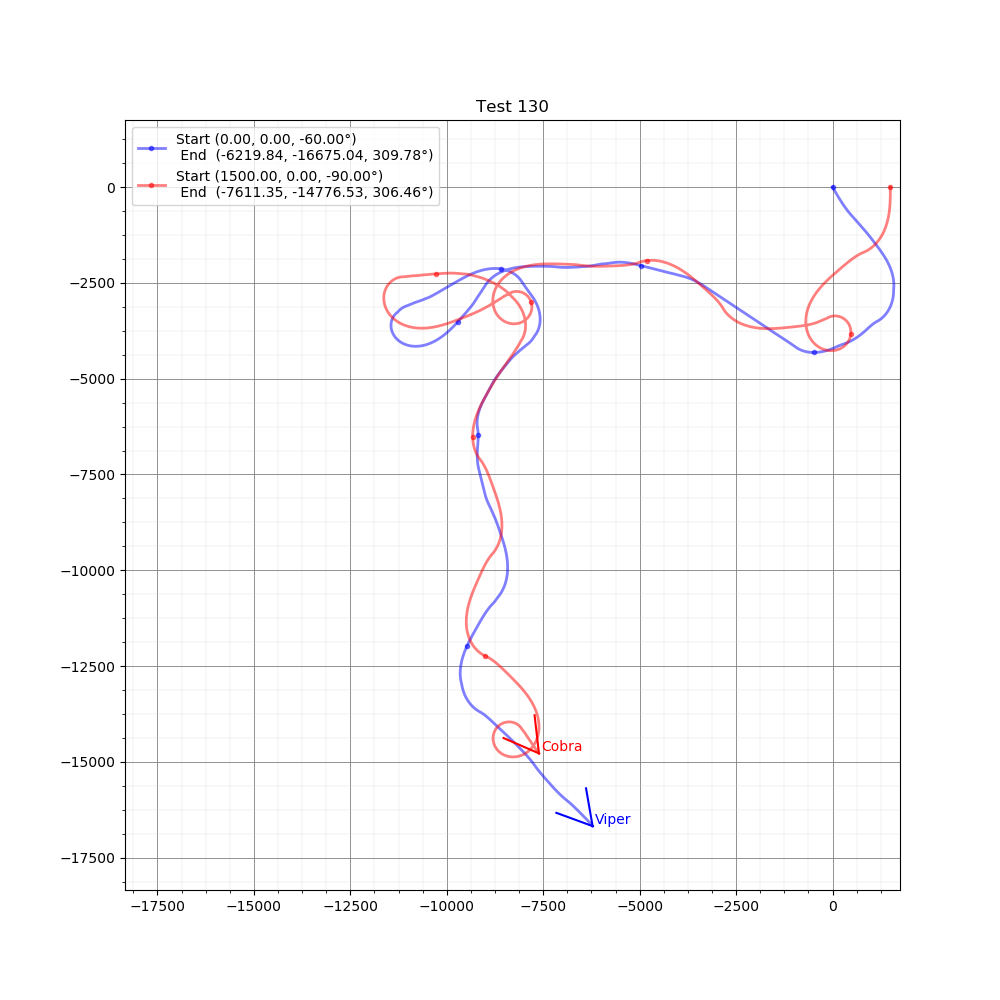 Test 130
Start (0.00, 0.00, -60.00°)
End  (-6219.84, -16675.04, 309.78°)
Start (1500.00, 0.00, -90.00°)
End  (-7611.35, -14776.53, 306.46°)
0
−2500
−5000
−7500
−10000
−12500
−15000
−17500
Cobra
Viper
−17500 −15000 −12500 −10000 −7500 −5000 −2500 0